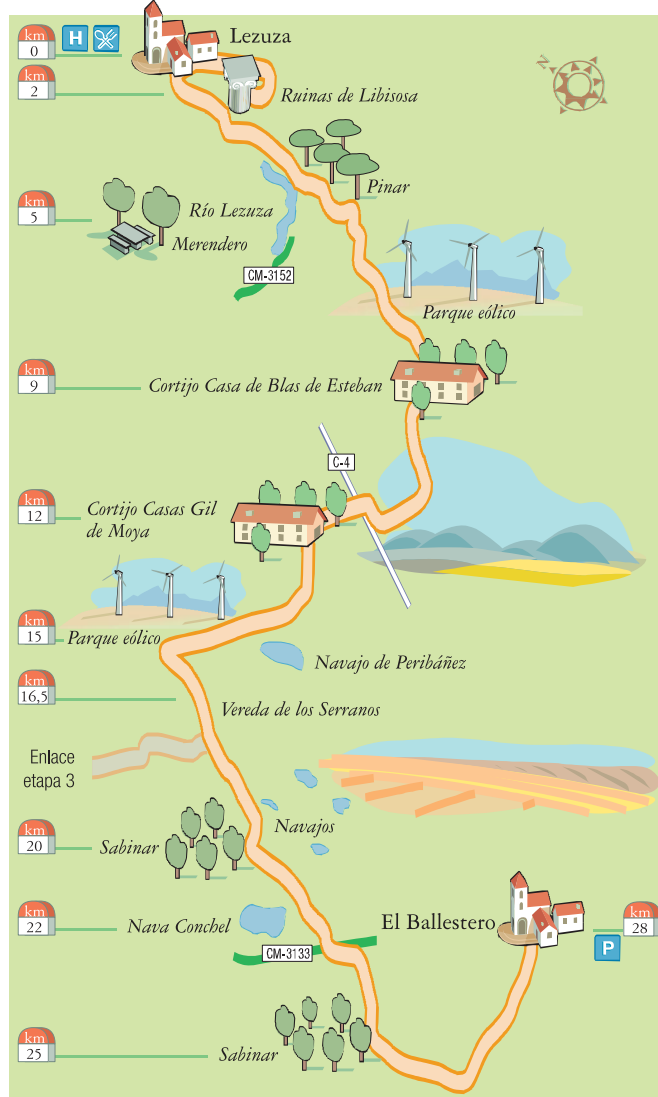 km
0
H
Lezuza
km
2
Ruinas de Libisosa
N
Pinar
km
5
Río Lezuza
Merendero
CM-3152
Parque eólico
km
9
Cortijo Casa de Blas de Esteban
C-4
km
12
Cortijo Casas Gil
de Moya
km
15
Parque eólico
Navajo de Peribáñez
km
16,5
Vereda de los Serranos
Enlace
etapa 3
Navajos
km
20
Sabinar
km
22
Nava Conchel
El Ballestero
km
28
P
CM-3133
km
25
Sabinar